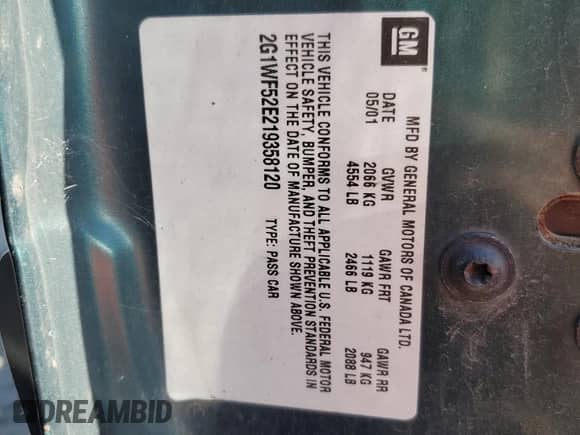 GM
MFD BY GENERAL MOTORS OF CANADA LTD.
DATE GVWR GAWR FRT GAWR RR
05/01 2066 KG 1119 KG 947 KG
4554 LB 2466 LB 2088 LB
THIS VEHICLE CONFORMS TO ALL APPLICABLE U.S. FEDERAL MOTOR
VEHICLE SAFETY, BUMPER, AND THEFT PREVENTION STANDARDS IN
EFFECT ON THE DATE OF MANUFACTURE SHOWN ABOVE.
2G1WF52E219358120 TYPE: PASS CAR
DREAMBID